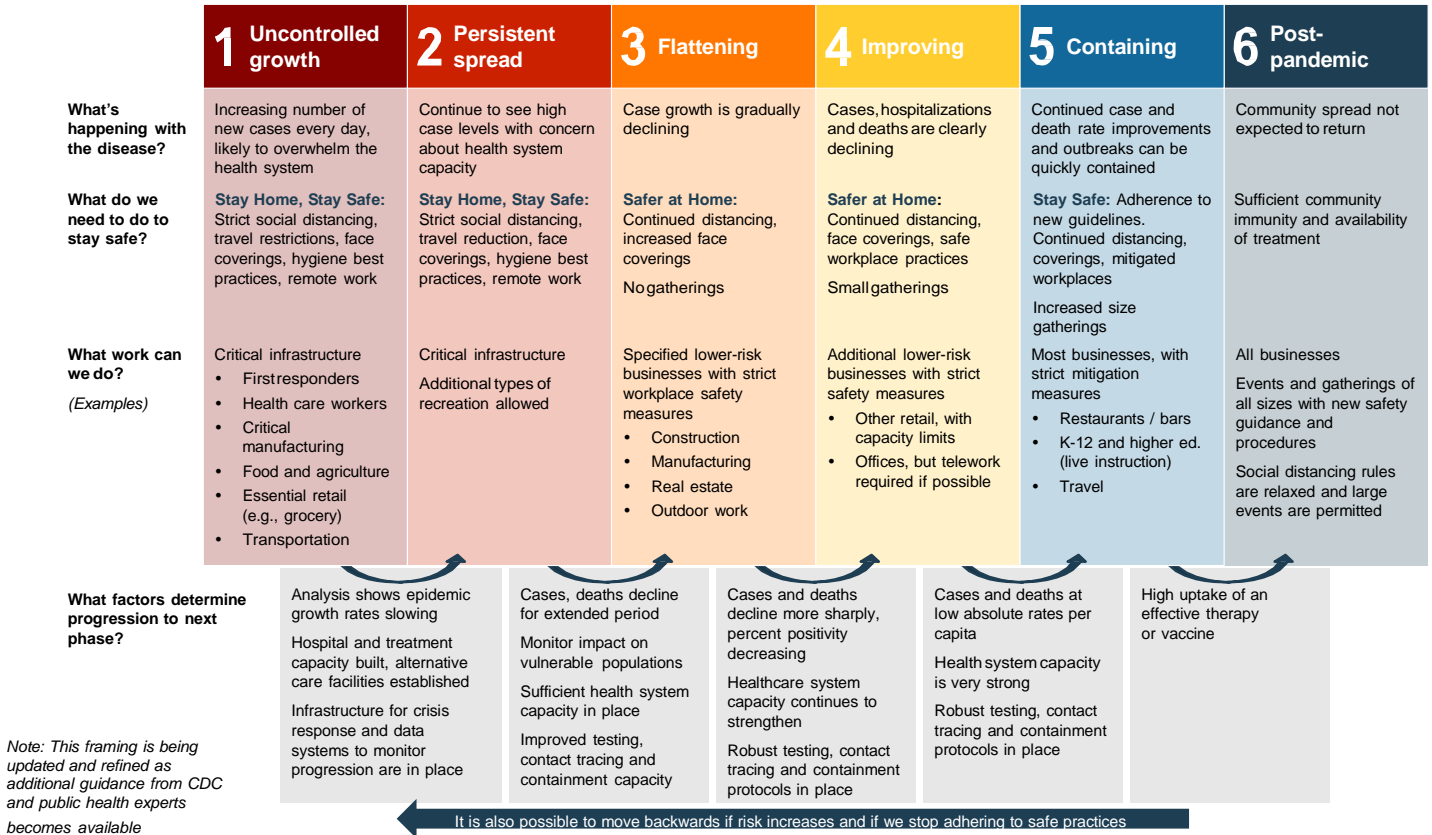 1 Uncontrolled
growth
2 Persistent
spread
3 Flattening
4 Improving
5 Containing
6 Post-
pandemic
What's
happening with
the disease?
Increasing number of
new cases every day,
likely to overwhelm the
health system
Continue to see high
case levels with concern
about health system
capacity
Case growth is gradually
declining
Cases, hospitalizations
and deaths are clearly
declining
Continued case and
death rate improvements
and outbreaks can be
quickly contained
Community spread not
expected to return
What do we
need to do to
stay safe?
Stay Home, Stay Safe:
Strict social distancing,
travel restrictions, face
coverings, hygiene best
practices, remote work
Stay Home, Stay Safe:
Strict social distancing,
travel reduction, face
coverings, hygiene best
practices, remote work
Safer at Home:
Continued distancing,
increased face
coverings
No gatherings
Safer at Home:
Continued distancing,
face coverings, safe
workplace practices
Small gatherings
Stay Safe: Adherence to
new guidelines.
Continued distancing,
coverings, mitigated
workplaces
Increased size
gatherings
Sufficient community
immunity and availability
of treatment
What work can
we do?
(Examples)
Critical infrastructure
• First responders
• Health care workers
• Critical
manufacturing
• Food and agriculture
• Essential retail
(e.g., grocery)
• Transportation
Critical infrastructure
Additional types of
recreation allowed
Specified lower-risk
businesses with strict
workplace safety
measures
• Construction
• Manufacturing
• Real estate
• Outdoor work
Additional lower-risk
businesses with strict
safety measures
• Other retail, with
capacity limits
• Offices, but telework
required if possible
Most businesses, with
strict mitigation
measures
• Restaurants / bars
• K-12 and higher ed.
(live instruction)
• Travel
All businesses
Events and gatherings of
all sizes with new safety
guidance and
procedures
Social distancing rules
are relaxed and large
events are permitted
What factors determine
progression to next
phase?
Analysis shows epidemic
growth rates slowing
Hospital and treatment
capacity built, alternative
care facilities established
Infrastructure for crisis
response and data
systems to monitor
progression are in place
Cases, deaths decline
for extended period
Monitor impact on
vulnerable populations
Sufficient health system
capacity in place
Improved testing,
contact tracing and
containment capacity
Cases and deaths
decline more sharply,
percent positivity
decreasing
Healthcare system
capacity continues to
strengthen
Robust testing, contact
tracing and containment
protocols in place
Cases and deaths at
low absolute rates per
capita
Health system capacity
is very strong
Robust testing, contact
tracing and containment
protocols in place
High uptake of an
effective therapy
or vaccine
Note: This framing is being
updated and refined as
additional guidance from CDC
and public health experts
becomes available
It is also possible to move backwards if risk increases and if we stop adhering to safe practices